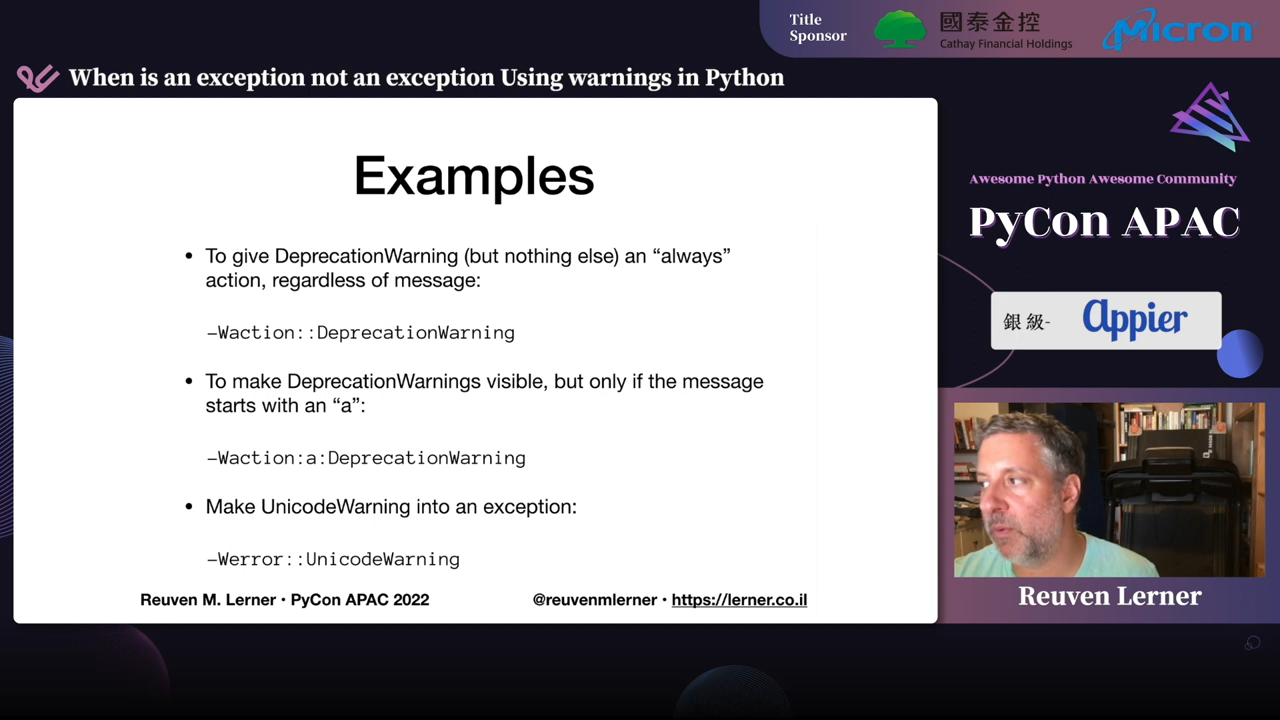 Title
Sponsor
國泰金控
Cathay Financial Holdings
Micron
When is an exception not an exception Using warnings in Python
Examples
• To give DeprecationWarning (but nothing else) an “always”
action, regardless of message:
-Waction::DeprecationWarning
• To make DeprecationWarnings visible, but only if the message
starts with an “a”:
-Waction:a:DeprecationWarning
• Make UnicodeWarning into an exception:
-Werror::UnicodeWarning
Reuven M. Lerner • PyCon APAC 2022
@reuvenmlerner • https://lerner.co.il
Awesome Python Awesome Community
PyCon APAC
銀級-
appier
Reuven Lerner